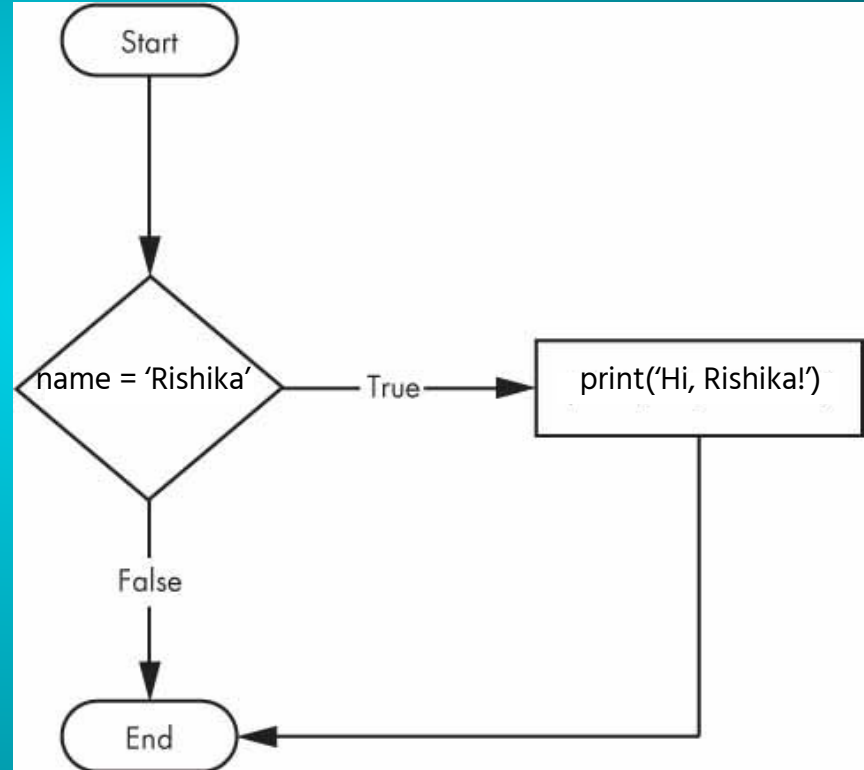 Start
name = ‘Rishika’
True
print(‘Hi, Rishika!’)
False
End